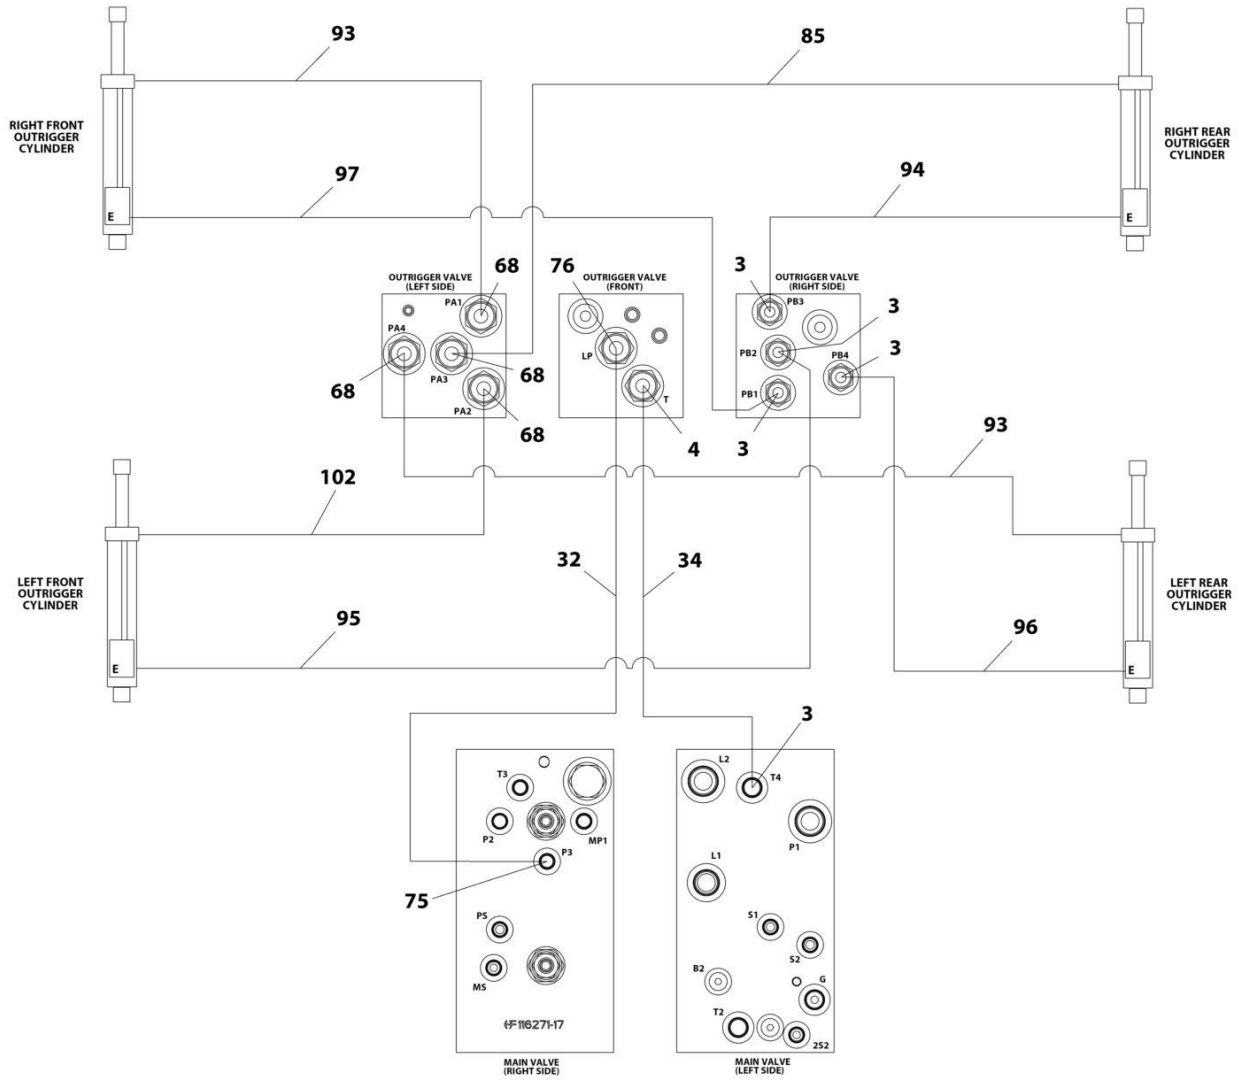 93
85
RIGHT FRONT
OUTRIGGER
CYLINDER
RIGHT REAR
OUTRIGGER
CYLINDER
97
94
E
E
OUTRIGGER VALVE
(LEFT SIDE)
68
76
OUTRIGGER VALVE
(FRONT)
3
OUTRIGGER VALVE
(RIGHT SIDE)
PA1
PB3
3
PA4
LP
PB2
PB4
3
PA3
68
68
PA2
T
PB1
68
4
3
93
102
32
34
LEFT FRONT
OUTRIGGER
CYLINDER
LEFT REAR
OUTRIGGER
CYLINDER
95
96
E
E
3
L2
T4
T3
P2
MP1
P1
P3
L1
75
PS
S1
S2
MS
B2
G
T2
2S2
HF116271-17
MAIN VALVE
(RIGHT SIDE)
MAIN VALVE
(LEFT SIDE)